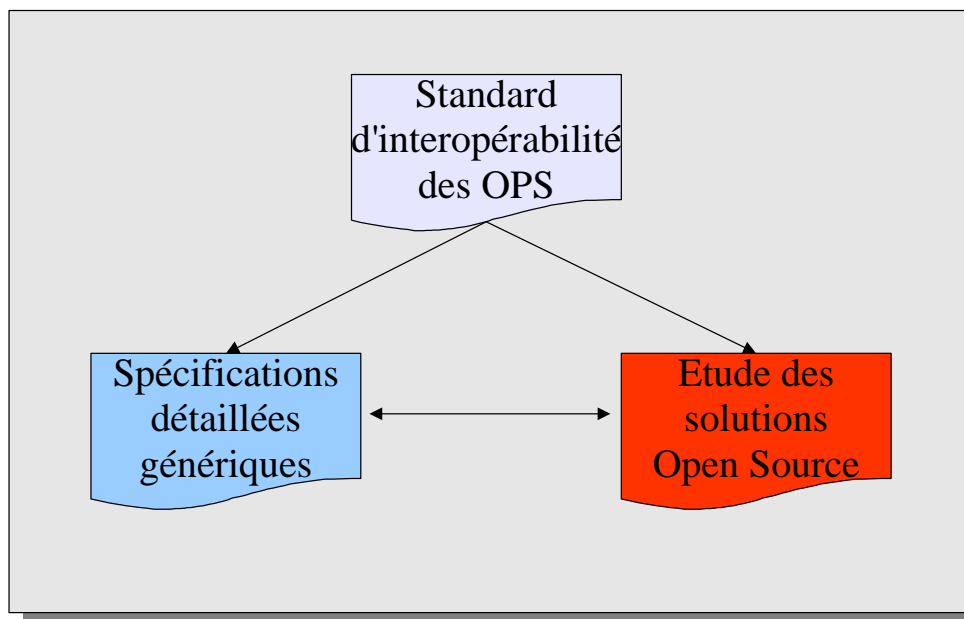 Standard
d'interopérabilité
des OPS
Spécifications
détaillées
génériques
Etude des
solutions
Open Source